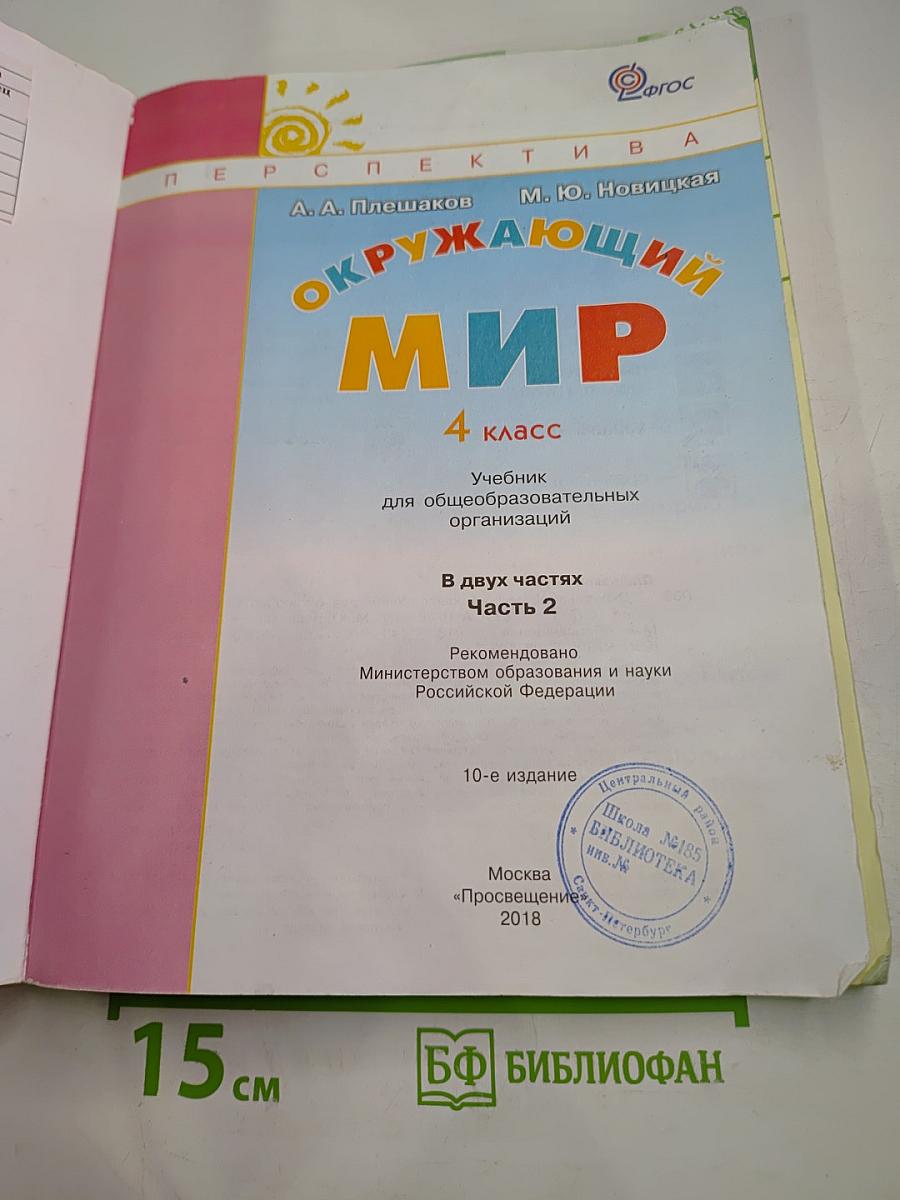 ФГОС
ПЕРСПЕКТИВА
А. А. Плешаков М. Ю. Новицкая
ОКРУЖАЮЩИЙ
МИР
4 класс
Учебник
для общеобразовательных
организаций
В двух частях
Часть 2
Рекомендовано
Министерством образования и науки
Российской Федерации
10-е издание
Москва
«Просвещение»
2018
Центральный район
Школа №185
БИБЛИОТЕКА
инв.№
Санкт-Петербург
15 см
БФ БИБЛИОФАН